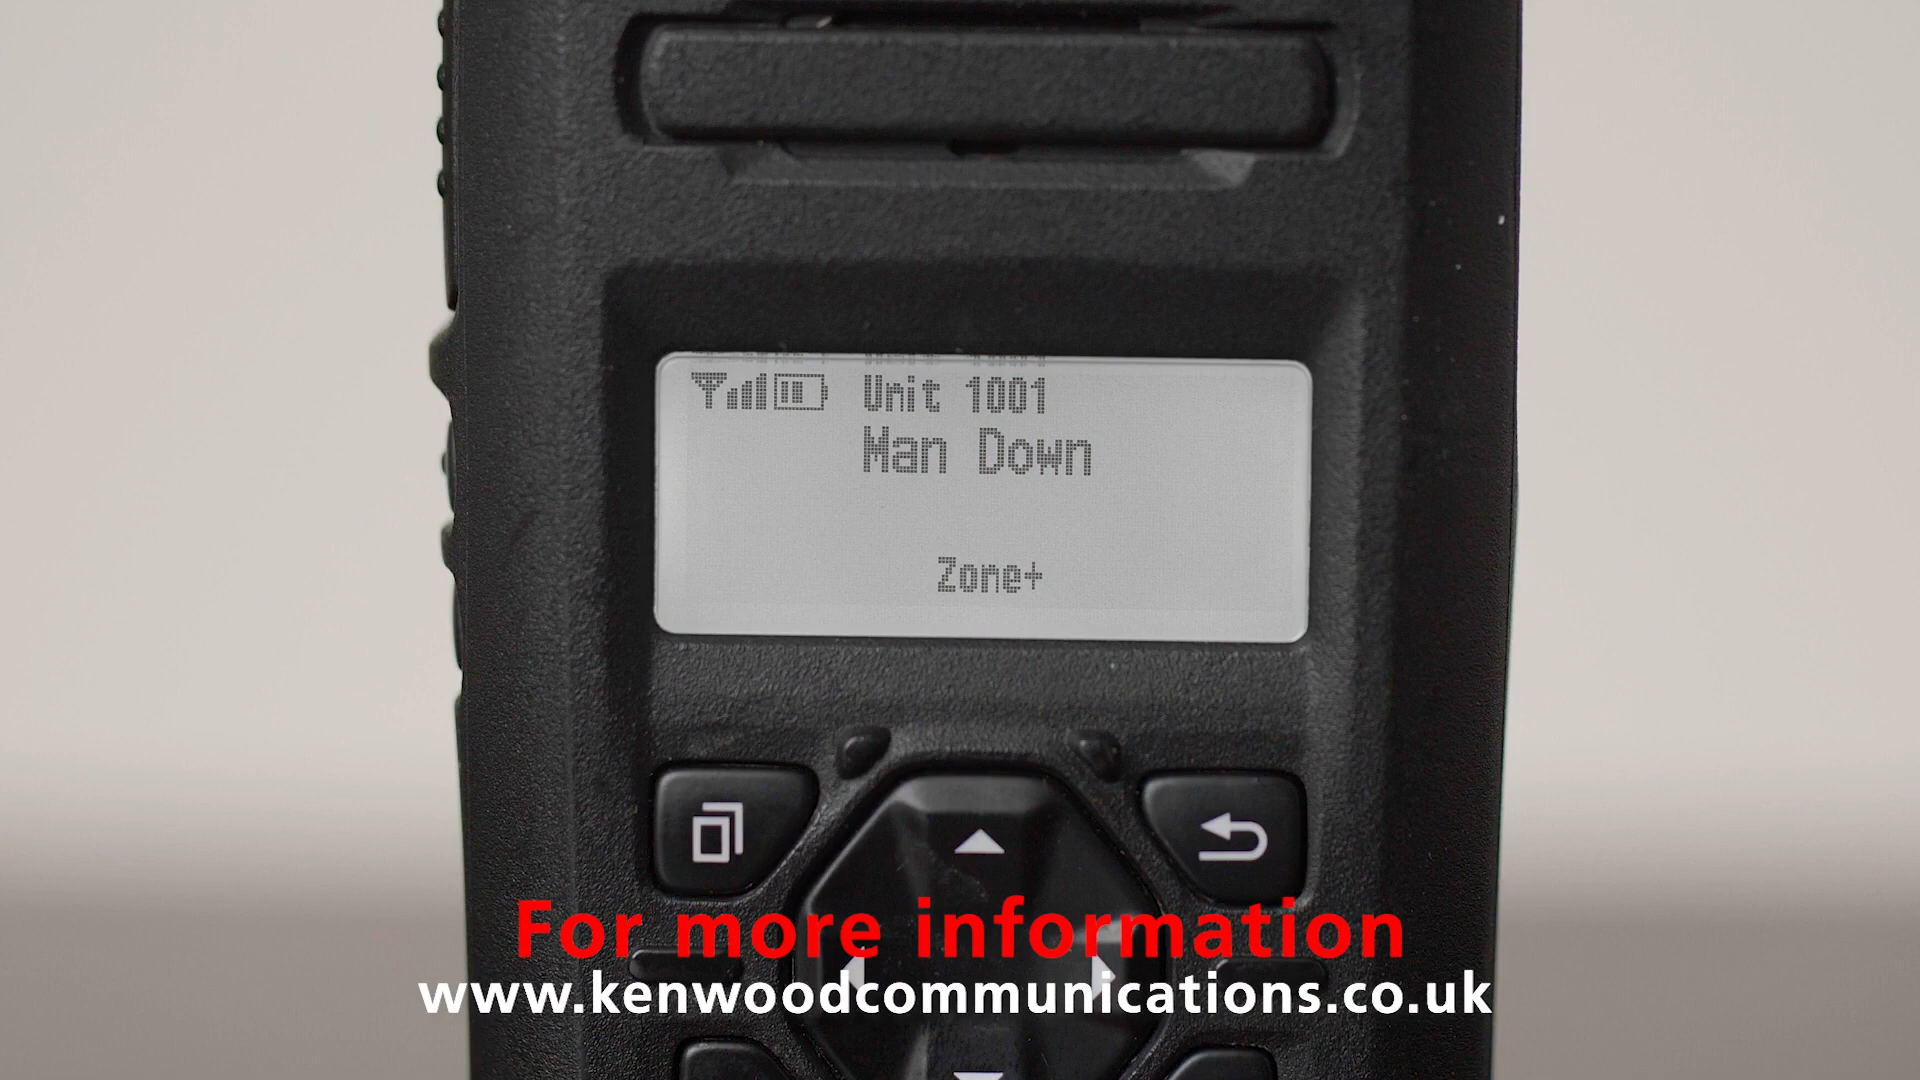 Unit 1001
Man Down
Zone+
For more information
www.kenwoodcommunications.co.uk